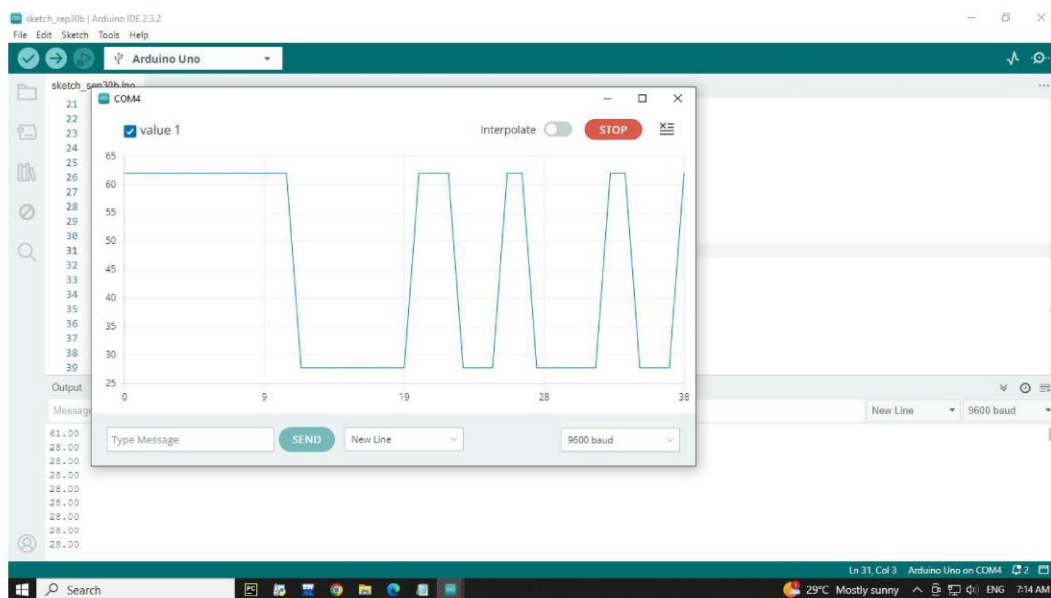 sketch_sep30b | Arduino IDE 2.3.2
File Edit Sketch Tools Help
Arduino Uno
21
COM4
22
23
value 1
Interpolate
STOP
24
25
26
27
28
29
30
31
32
33
34
35
36
37
38
39
65
60
55
50
45
40
35
30
25
0
9
19
28
38
Output
New Line
9600 baud
Type Message
SEND
New Line
9600 baud
61.00
28.00
28.00
28.00
28.00
28.00
28.00
28.00
28.00
Ln 31, Col 3 Arduino Uno on COM4 2
Search
29°C Mostly sunny
ENG
7:14 AM